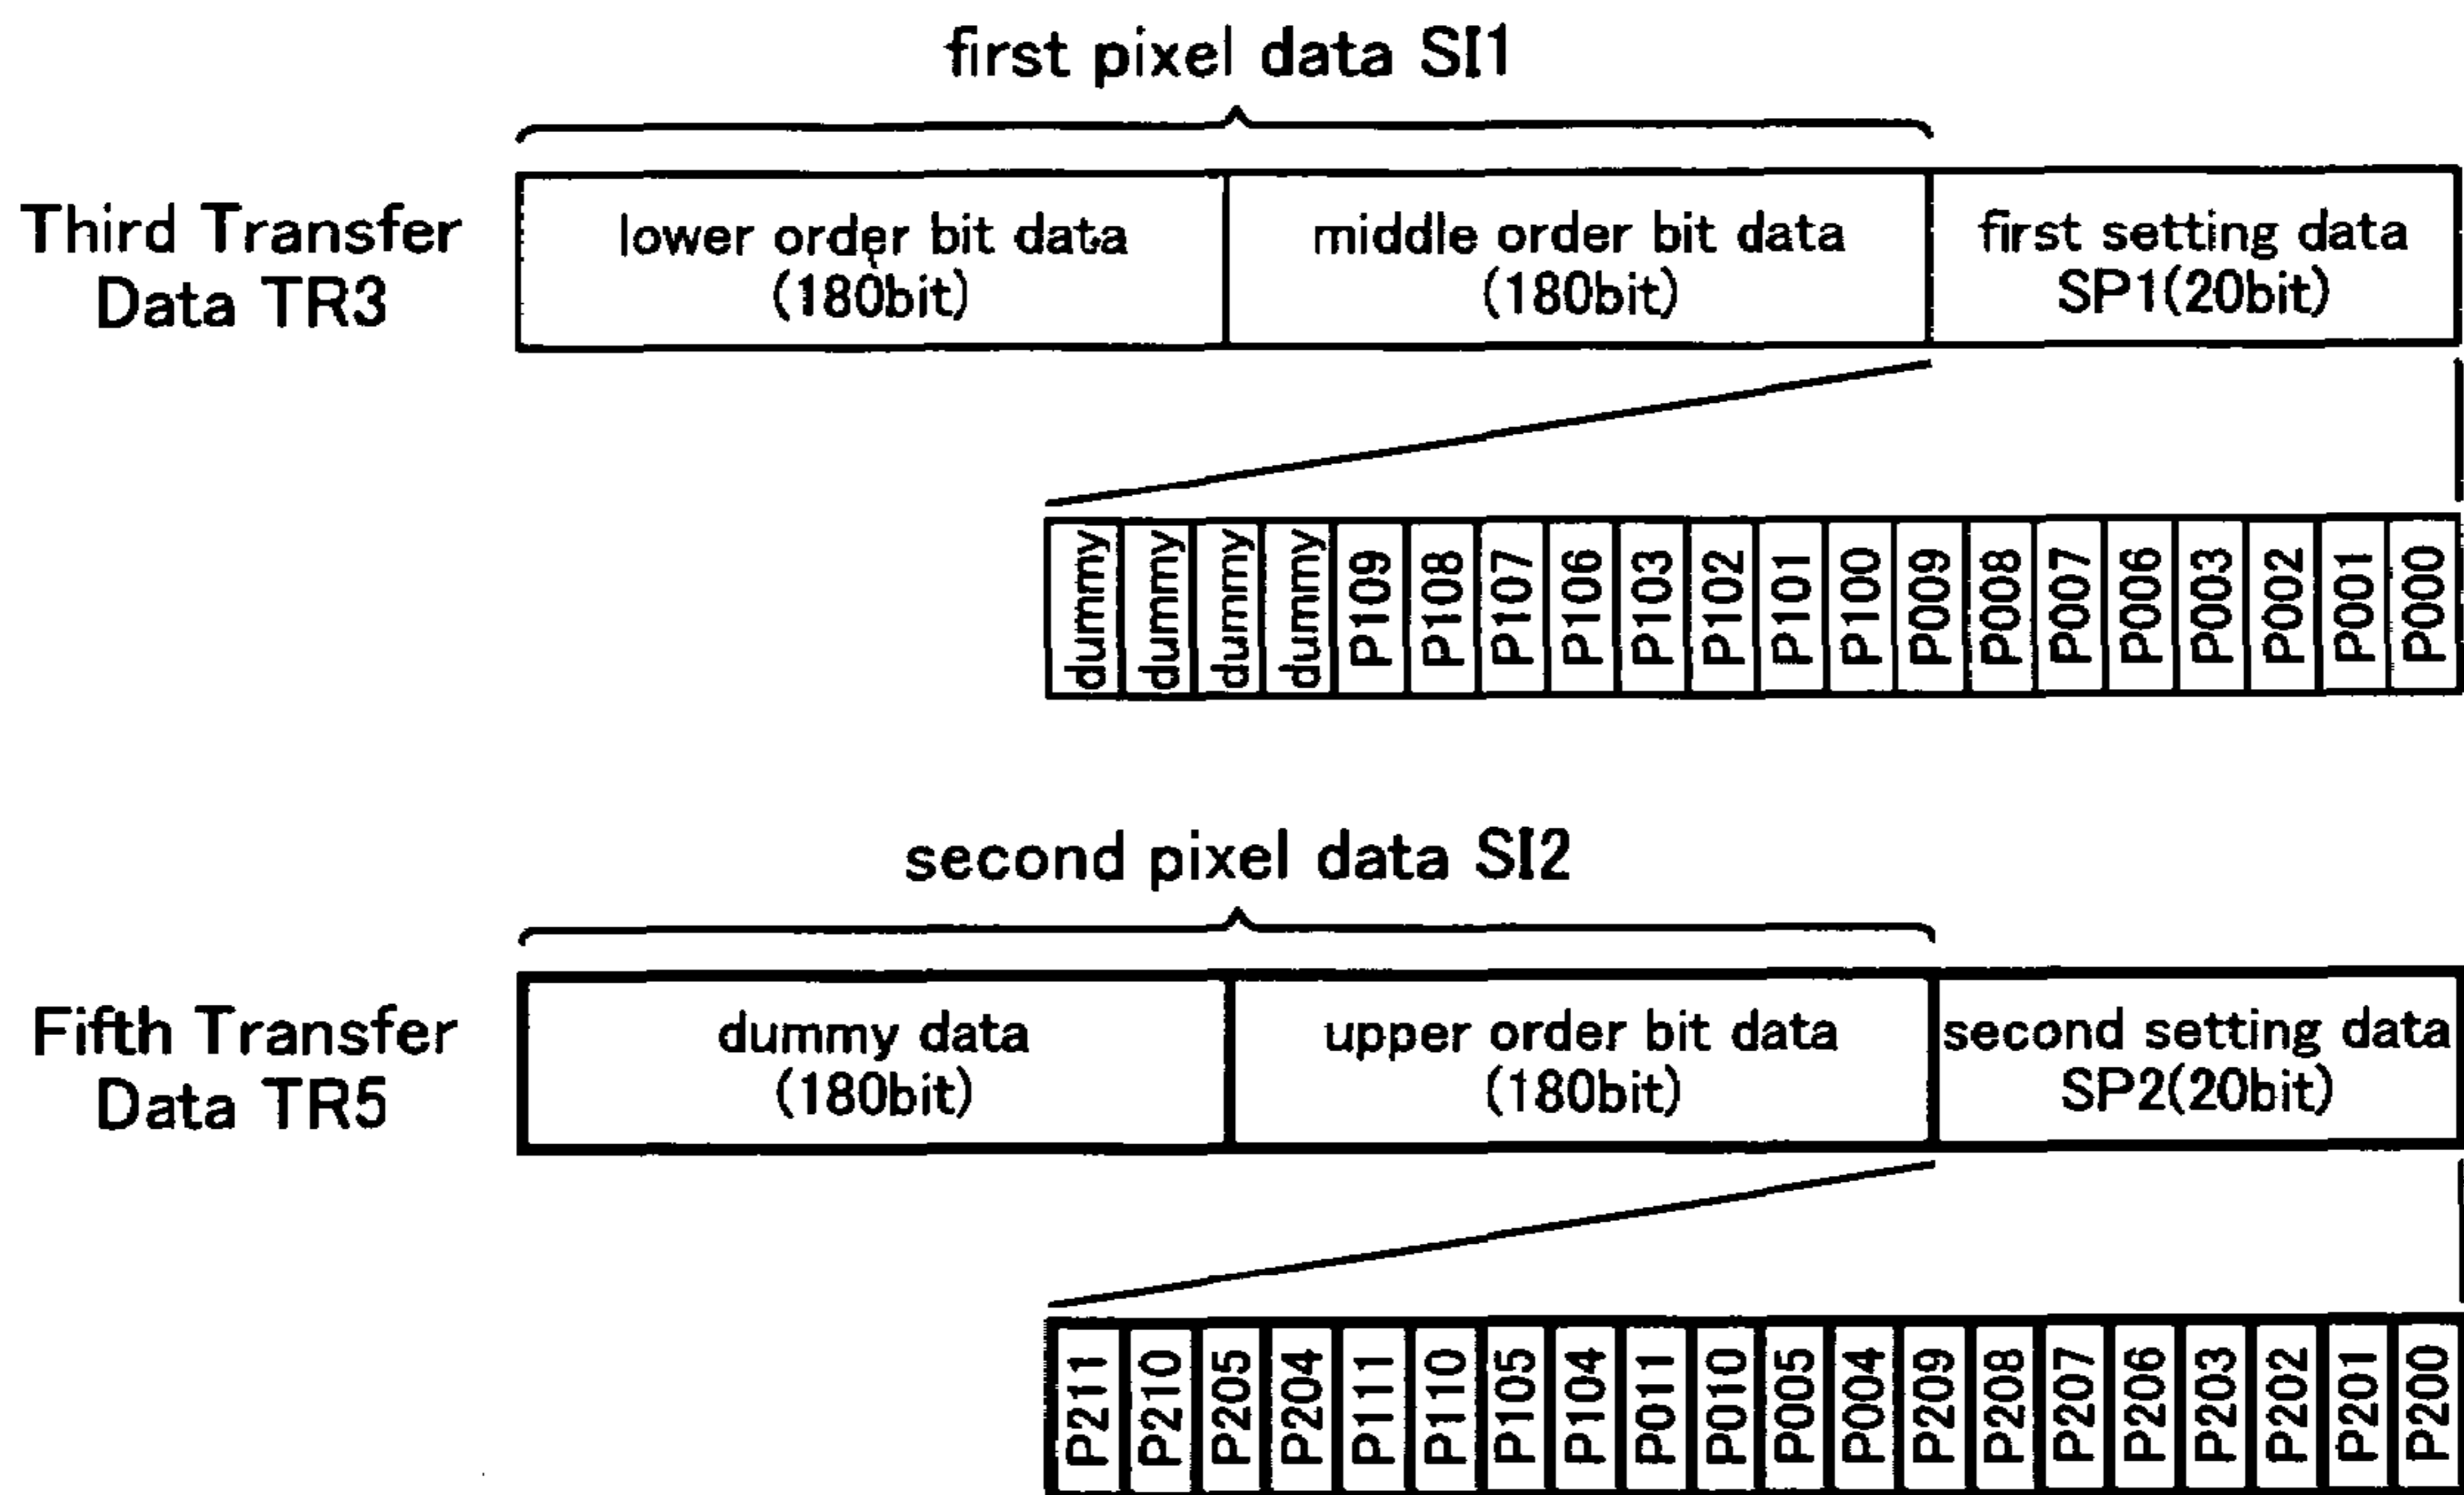 first pixel data SI1
Third Transfer
Data TR3
lower order bit data
(180bit)
middle order bit data
(180bit)
first setting data
SP1(20bit)
dummy
dummy
dummy
dummy
P109
P108
P107
P106
P103
P102
P101
P100
P009
P008
P007
P006
P003
P002
P001
P000
second pixel data SI2
Fifth Transfer
Data TR5
dummy data
(180bit)
upper order bit data
(180bit)
second setting data
SP2(20bit)
P211
P210
P205
P204
P111
P110
P105
P104
P011
P010
P005
P004
P209
P208
P207
P206
P203
P202
P201
P200